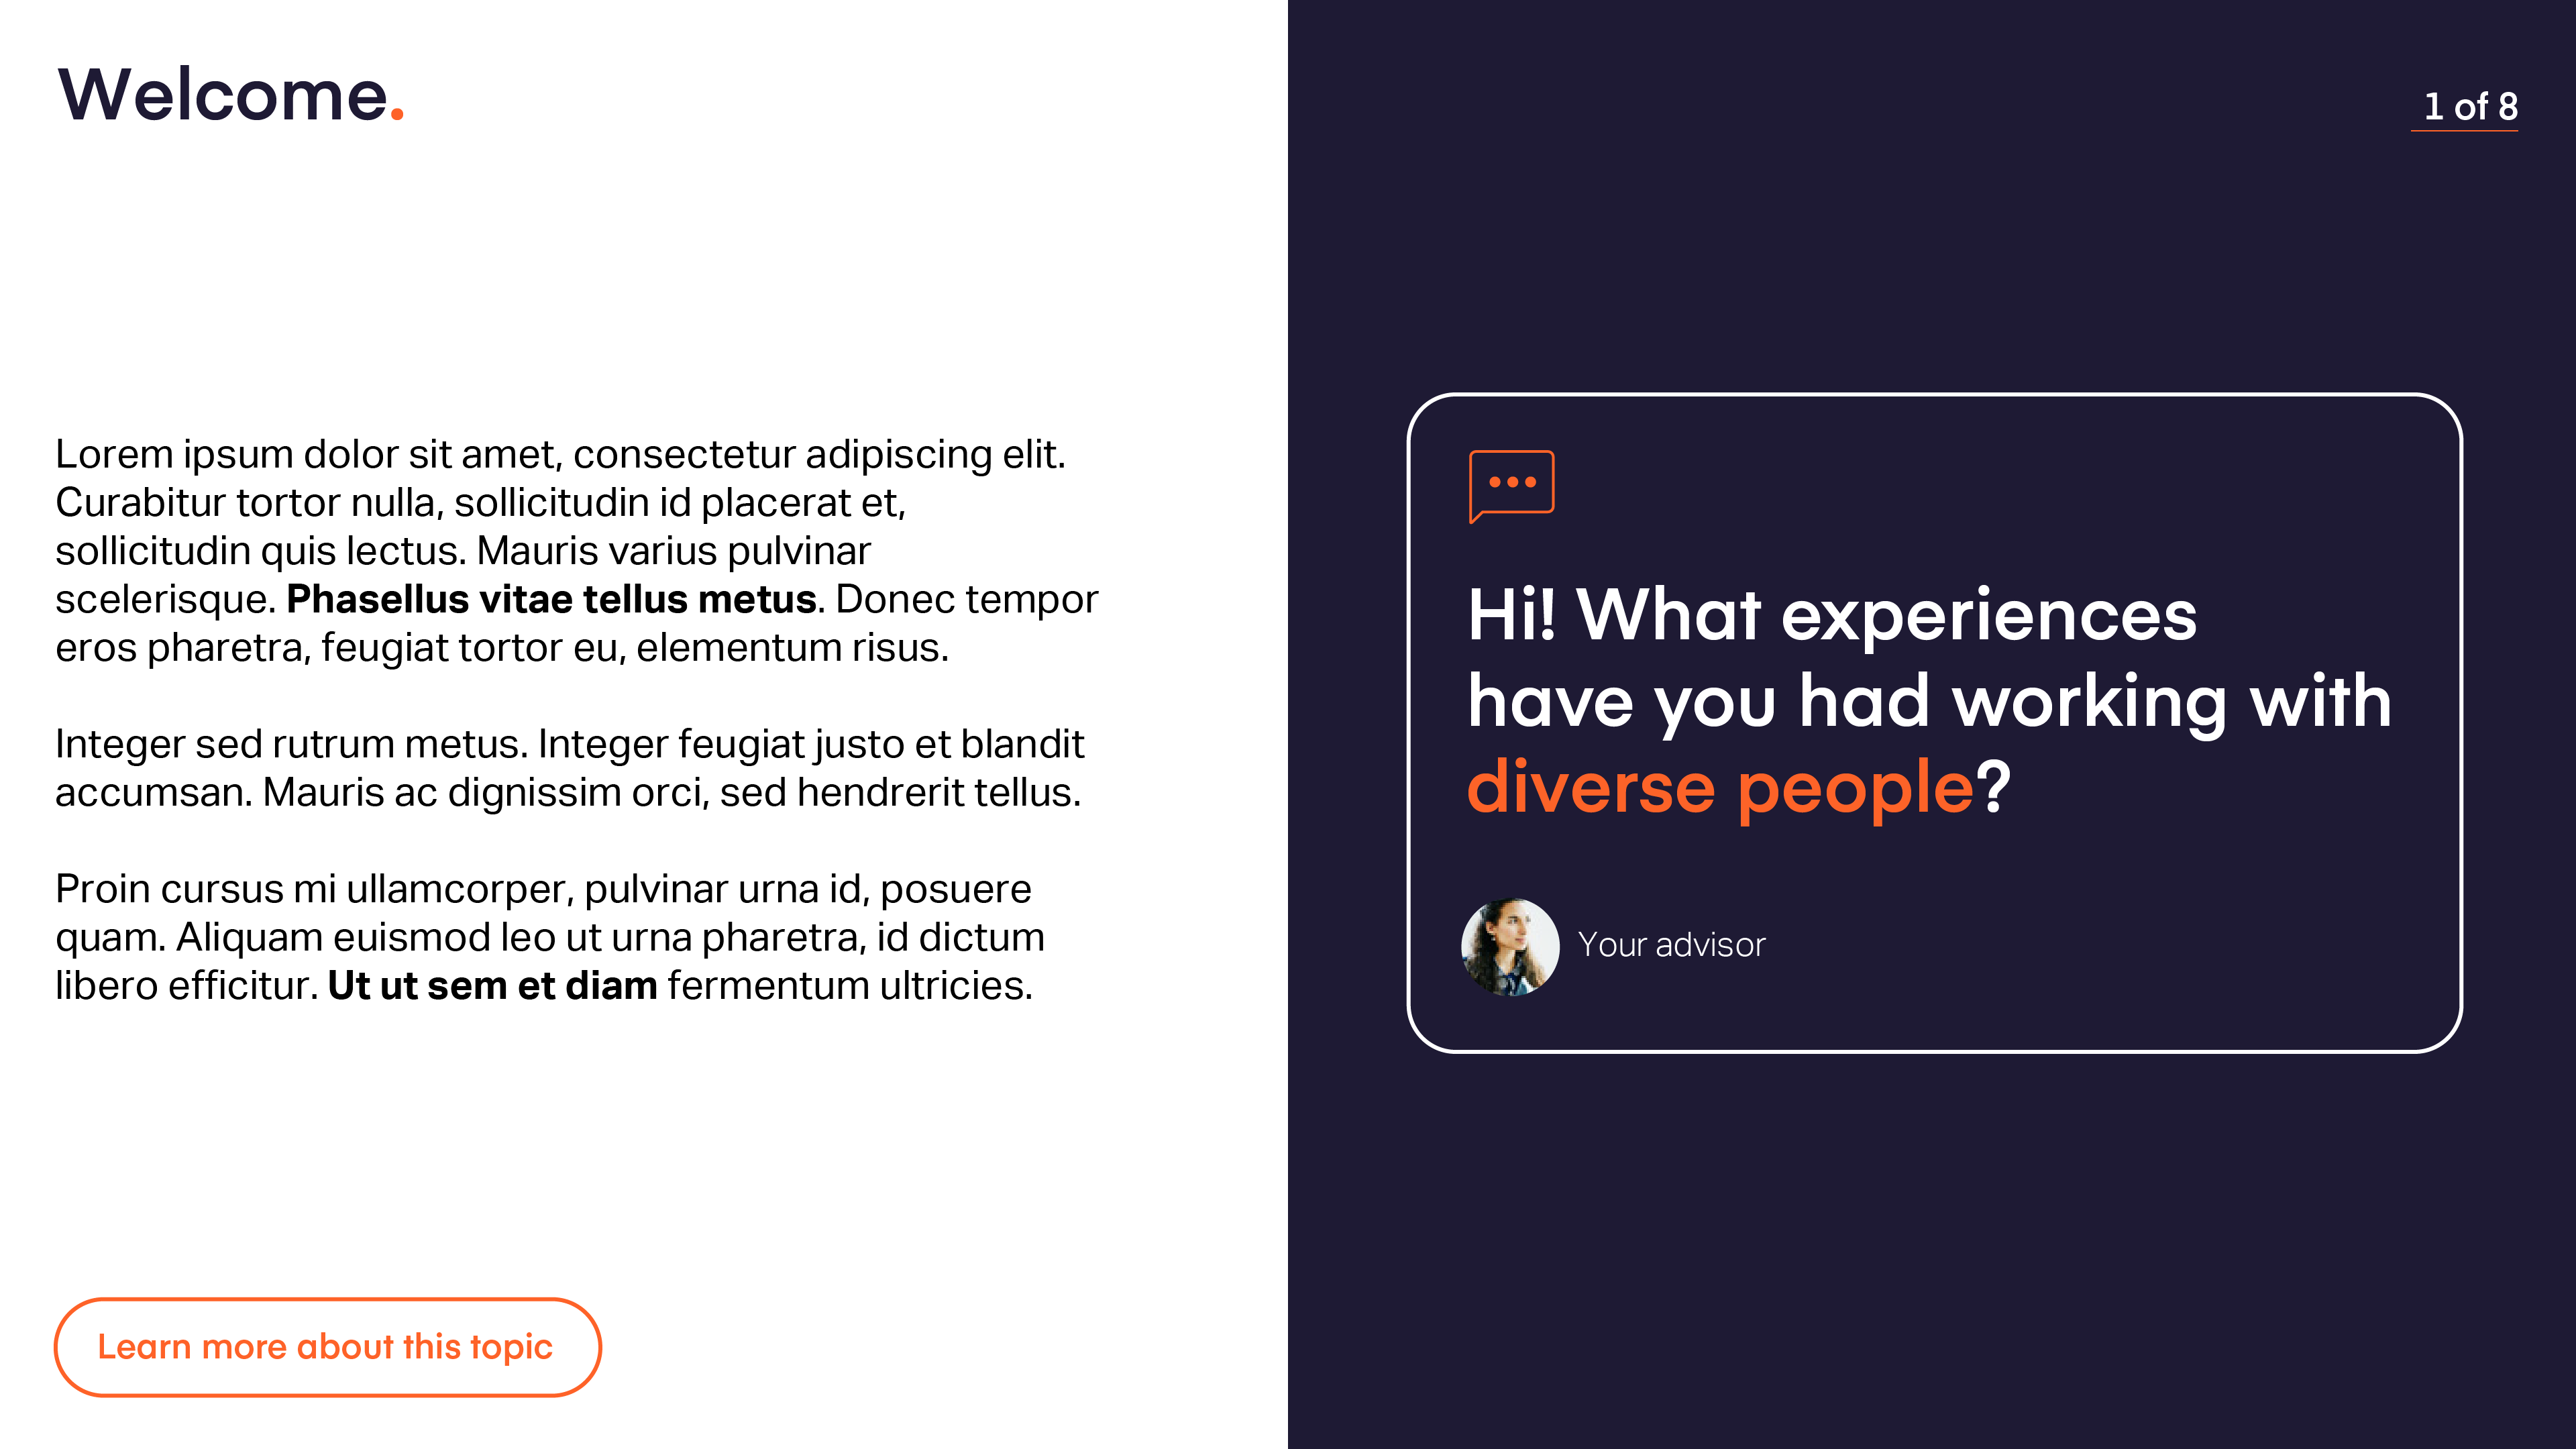 Welcome.
Lorem ipsum dolor sit amet, consectetur adipiscing elit.
Curabitur tortor nulla, sollicitudin id placerat et,
sollicitudin quis lectus. Mauris varius pulvinar
scelerisque. Phasellus vitae tellus metus. Donec tempor
eros pharetra, feugiat tortor eu, elementum risus.
Integer sed rutrum metus. Integer feugiat justo et blandit
accumsan. Mauris ac dignissim orci, sed hendrerit tellus.
Proin cursus mi ullamcorper, pulvinar urna id, posuere
quam. Aliquam euismod leo ut urna pharetra, id dictum
libero efficitur. Ut ut sem et diam fermentum ultricies.
Learn more about this topic
1 of 8
Hi! What experiences
have you had working with
diverse people?
Your advisor